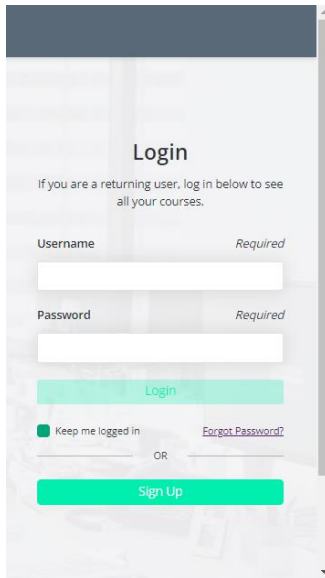 Login
If you are a returning user, log in below to see
all your courses.
Username Required
Password Required
Login
Keep me logged in Forgot Password?
OR
Sign Up